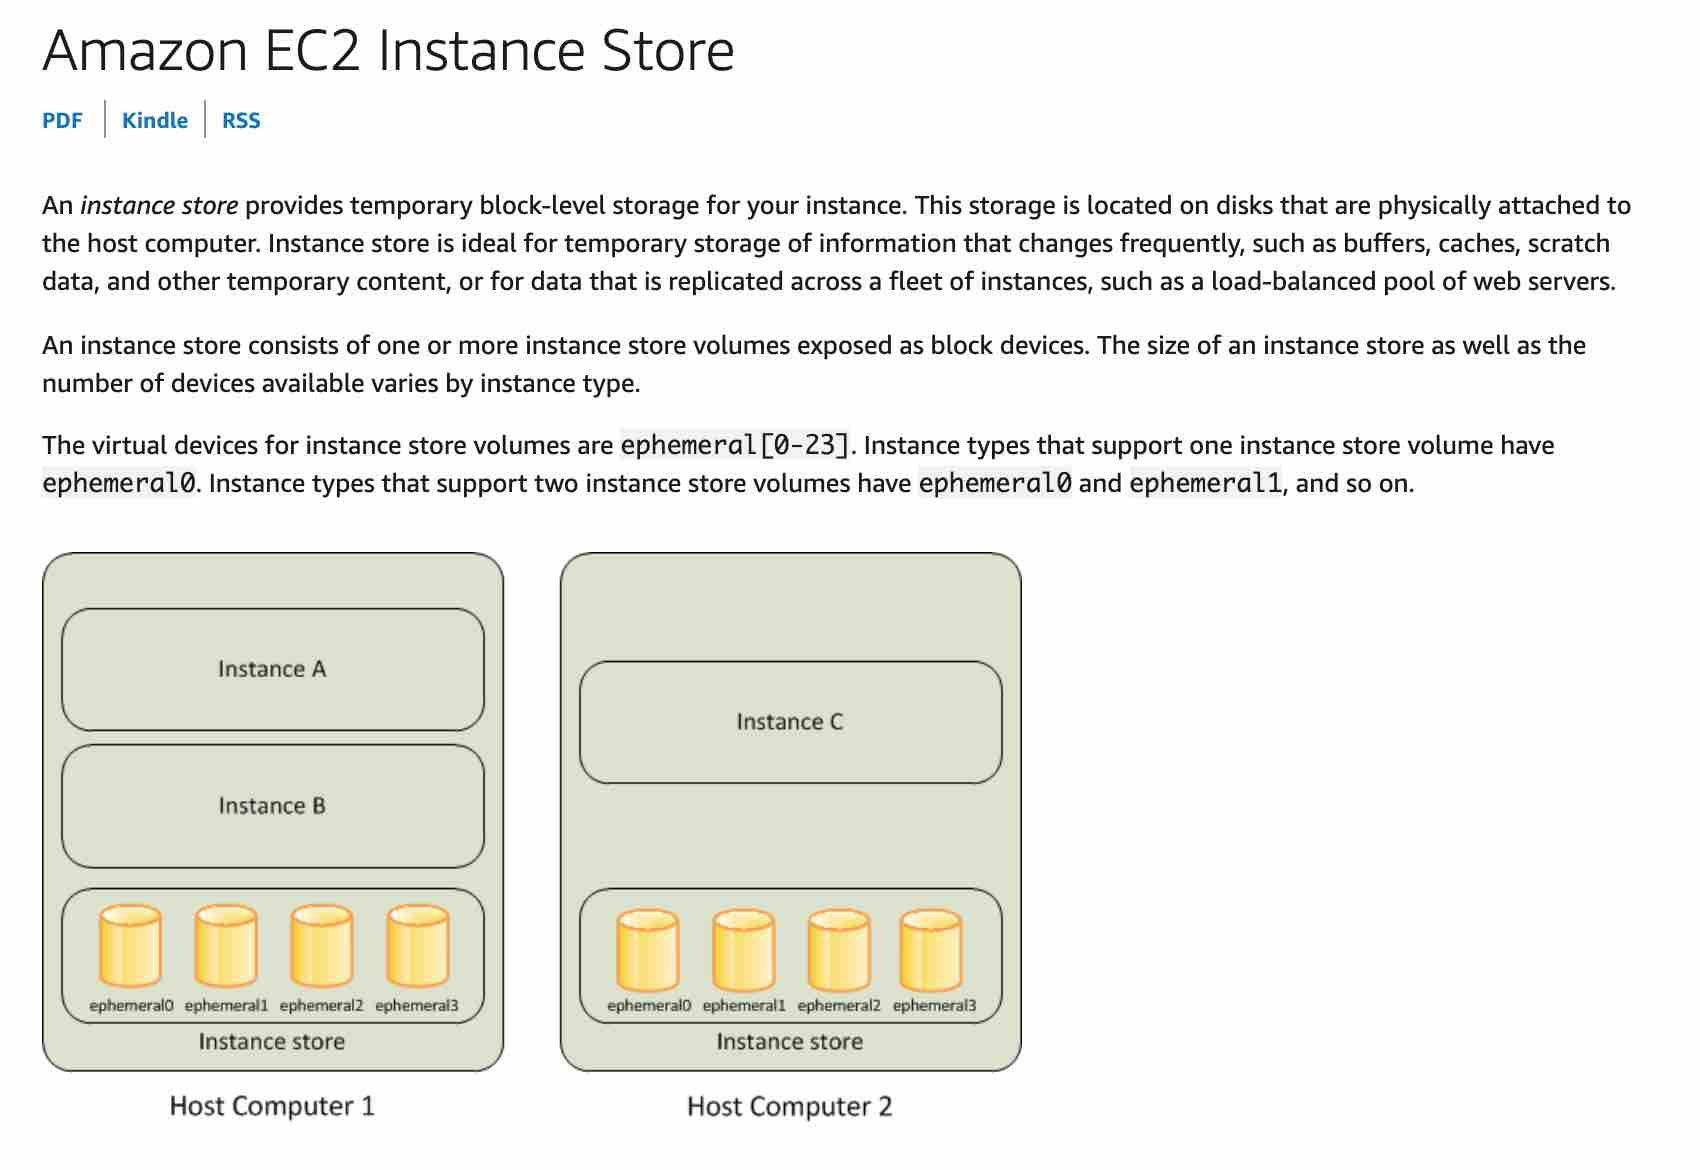 Amazon EC2 Instance Store
PDF Kindle RSS
An instance store provides temporary block-level storage for your instance. This storage is located on disks that are physically attached to
the host computer. Instance store is ideal for temporary storage of information that changes frequently, such as buffers, caches, scratch
data, and other temporary content, or for data that is replicated across a fleet of instances, such as a load-balanced pool of web servers.
An instance store consists of one or more instance store volumes exposed as block devices. The size of an instance store as well as the
number of devices available varies by instance type.
The virtual devices for instance store volumes are ephemeral[0-23]. Instance types that support one instance store volume have
ephemeral0. Instance types that support two instance store volumes have ephemeral0 and ephemeral1, and so on.
Instance A
Instance B
ephemeral0 ephemeral1 ephemeral2 ephemeral3
Instance store
Host Computer 1
Instance C
ephemeral0 ephemeral1 ephemeral2 ephemeral3
Instance store
Host Computer 2